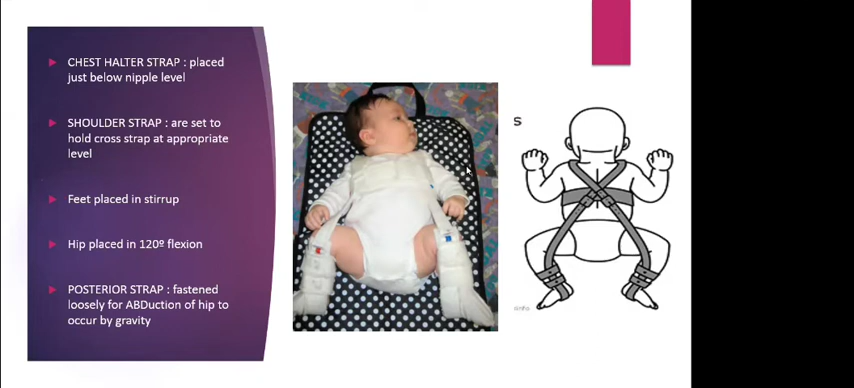 CHEST HALTER STRAP : placed
just below nipple level
SHOULDER STRAP : are set to
hold cross strap at appropriate
level
Feet placed in stirrup
Hip placed in 120º flexion
POSTERIOR STRAP : fastened
loosely for ABDuction of hip to
occur by gravity
S